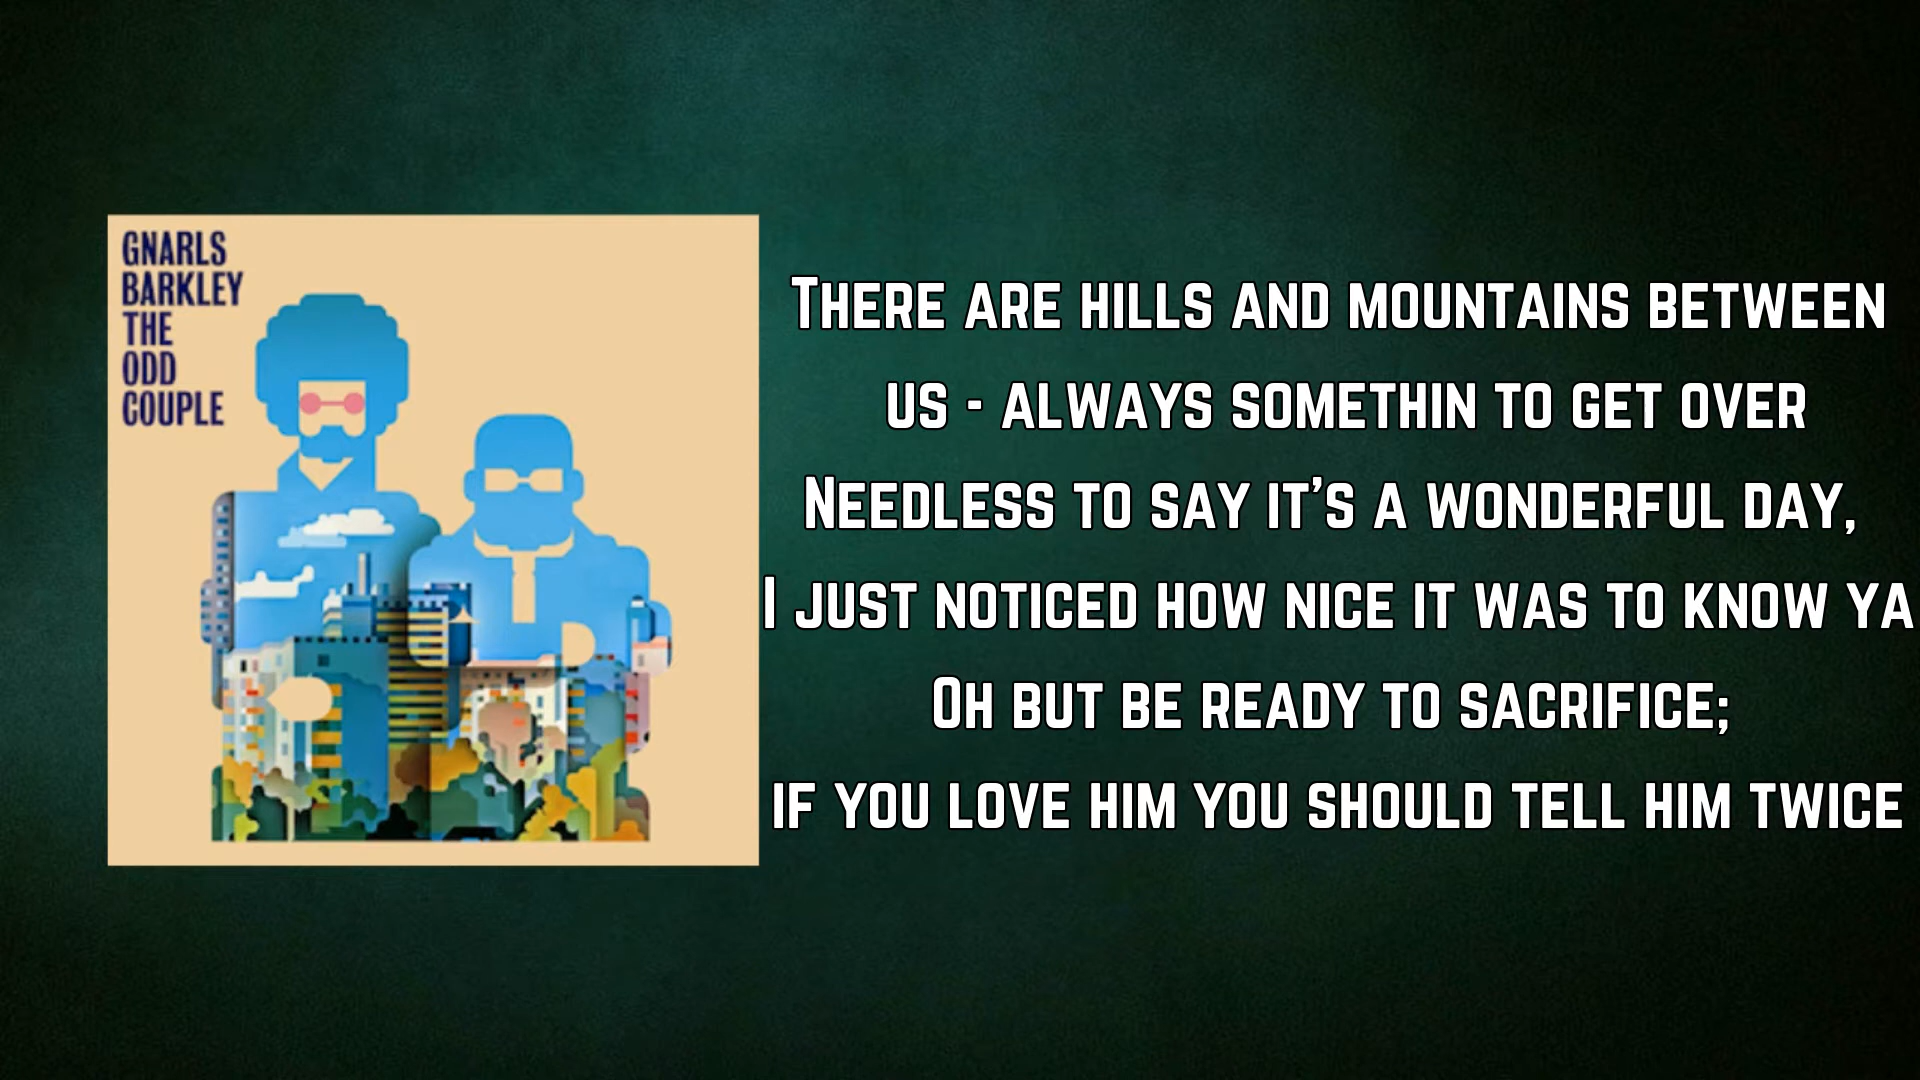 GNARLS
BARKLEY
THE
ODD
COUPLE
There are hills and mountains between
us - always somethin to get over
Needless to say it's a wonderful day,
I just noticed how nice it was to know ya
Oh but be ready to sacrifice;
if you love him you should tell him twice